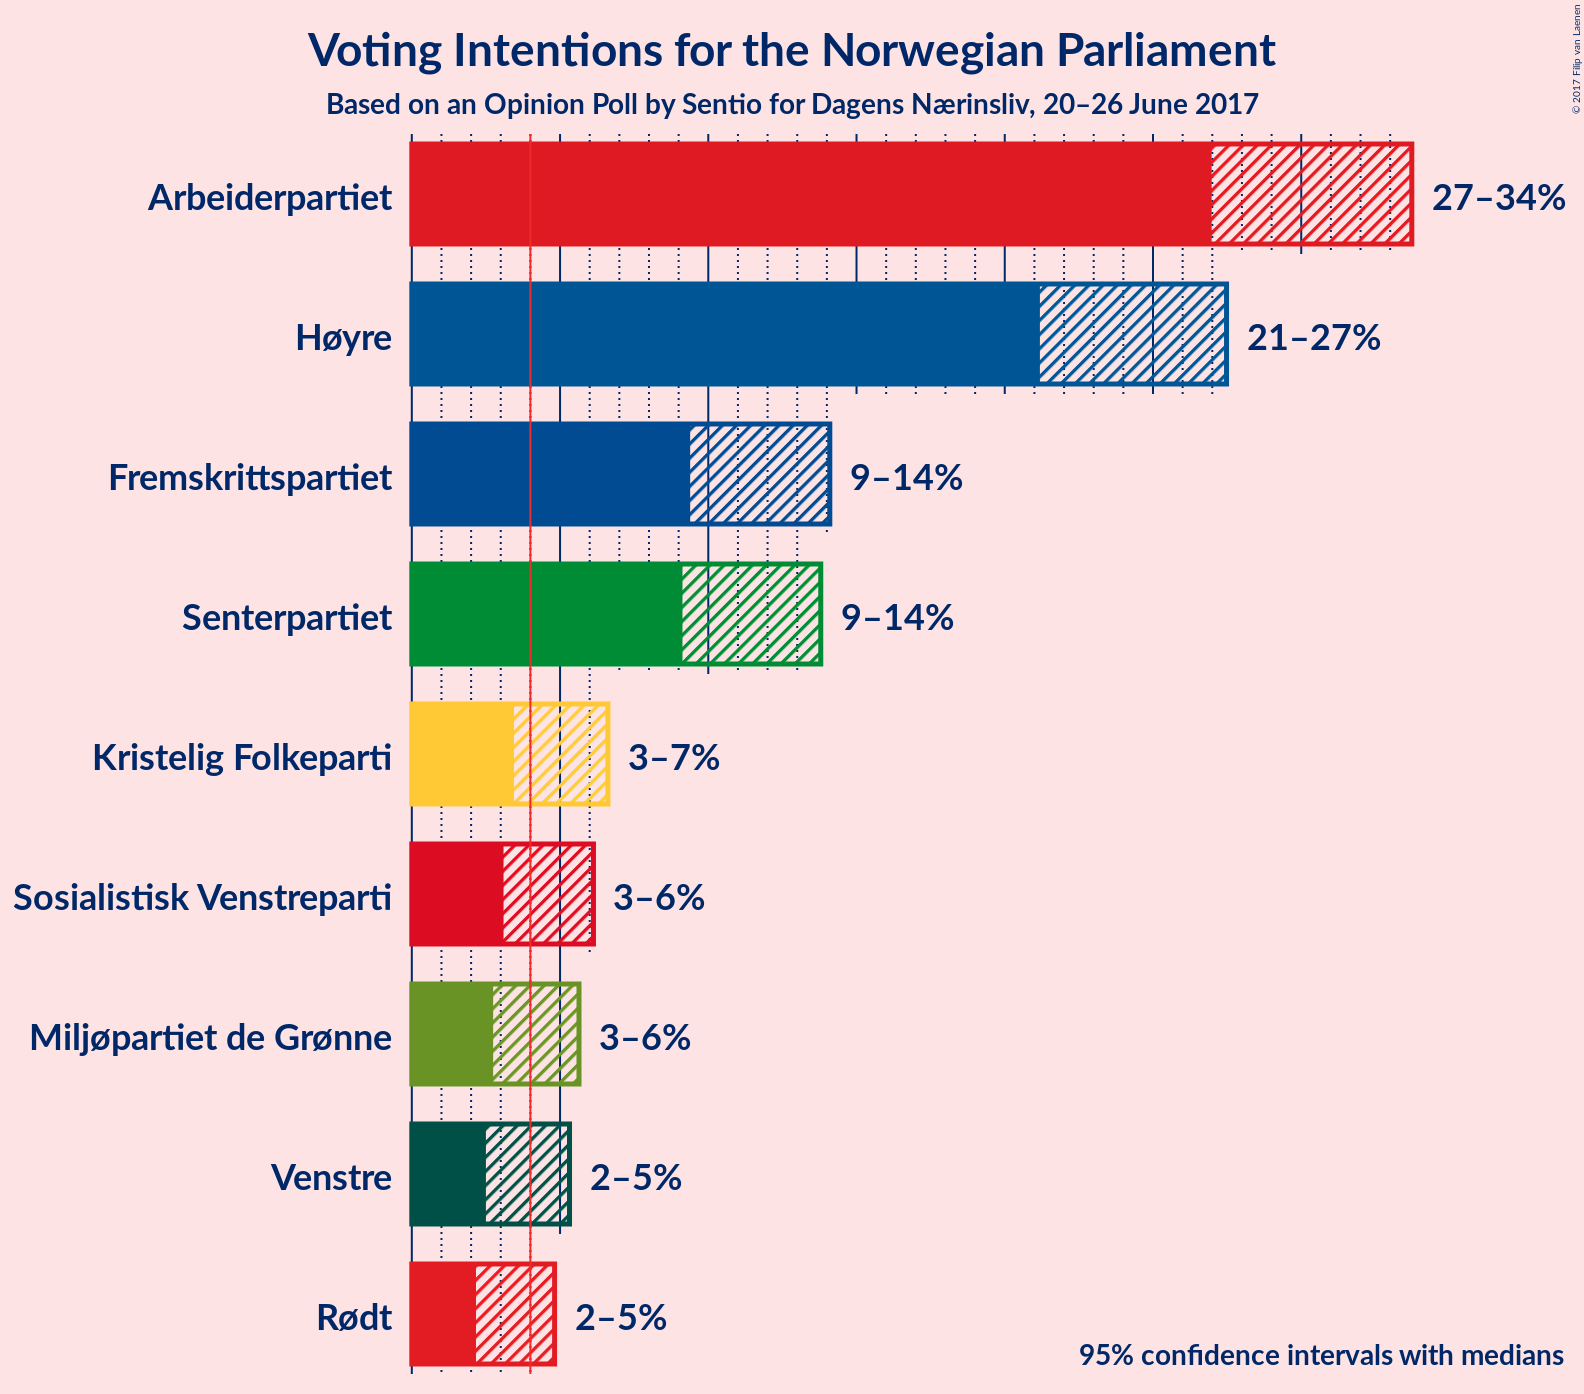 Voting Intentions for the Norwegian Parliament
Based on an Opinion Poll by Sentio for Dagens Nærinsliv, 20–26 June 2017
© 2017 Filip van Laenen
Arbeiderpartiet 27–34%
Høyre 21–27%
Fremskrittspartiet 9–14%
Senterpartiet 9–14%
Kristelig Folkeparti 3–7%
Sosialistisk Venstreparti 3–6%
Miljøpartiet de Grønne 3–6%
Venstre 2–5%
Rødt 2–5%
95% confidence intervals with medians